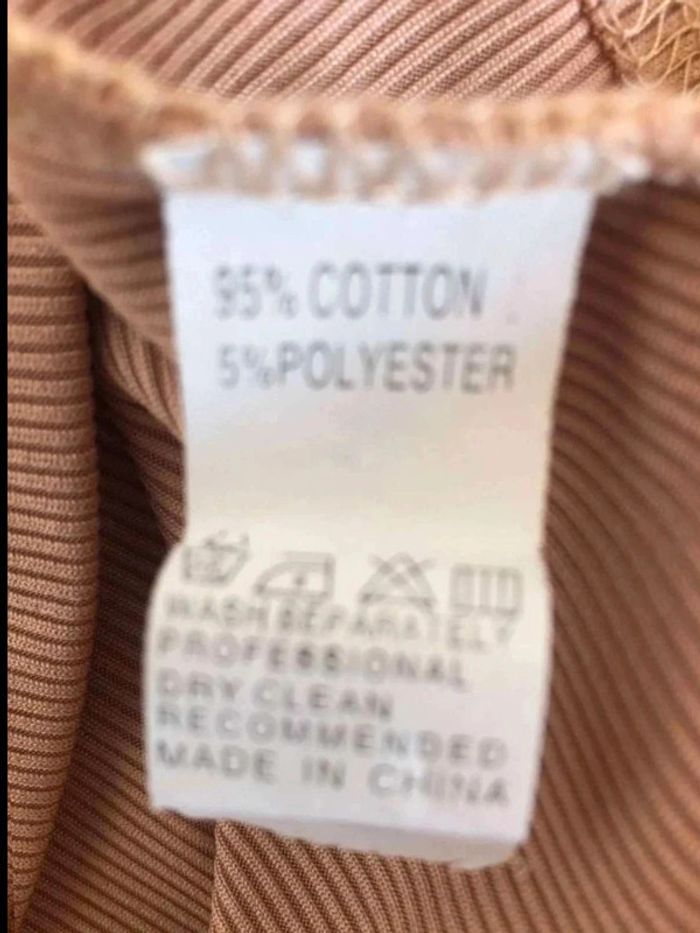 95% COTTON
5%POLYESTER
WASH SEPARATELY
PROFESSIONAL
DRY CLEAN
RECOMMENDED
MADE IN CHINA